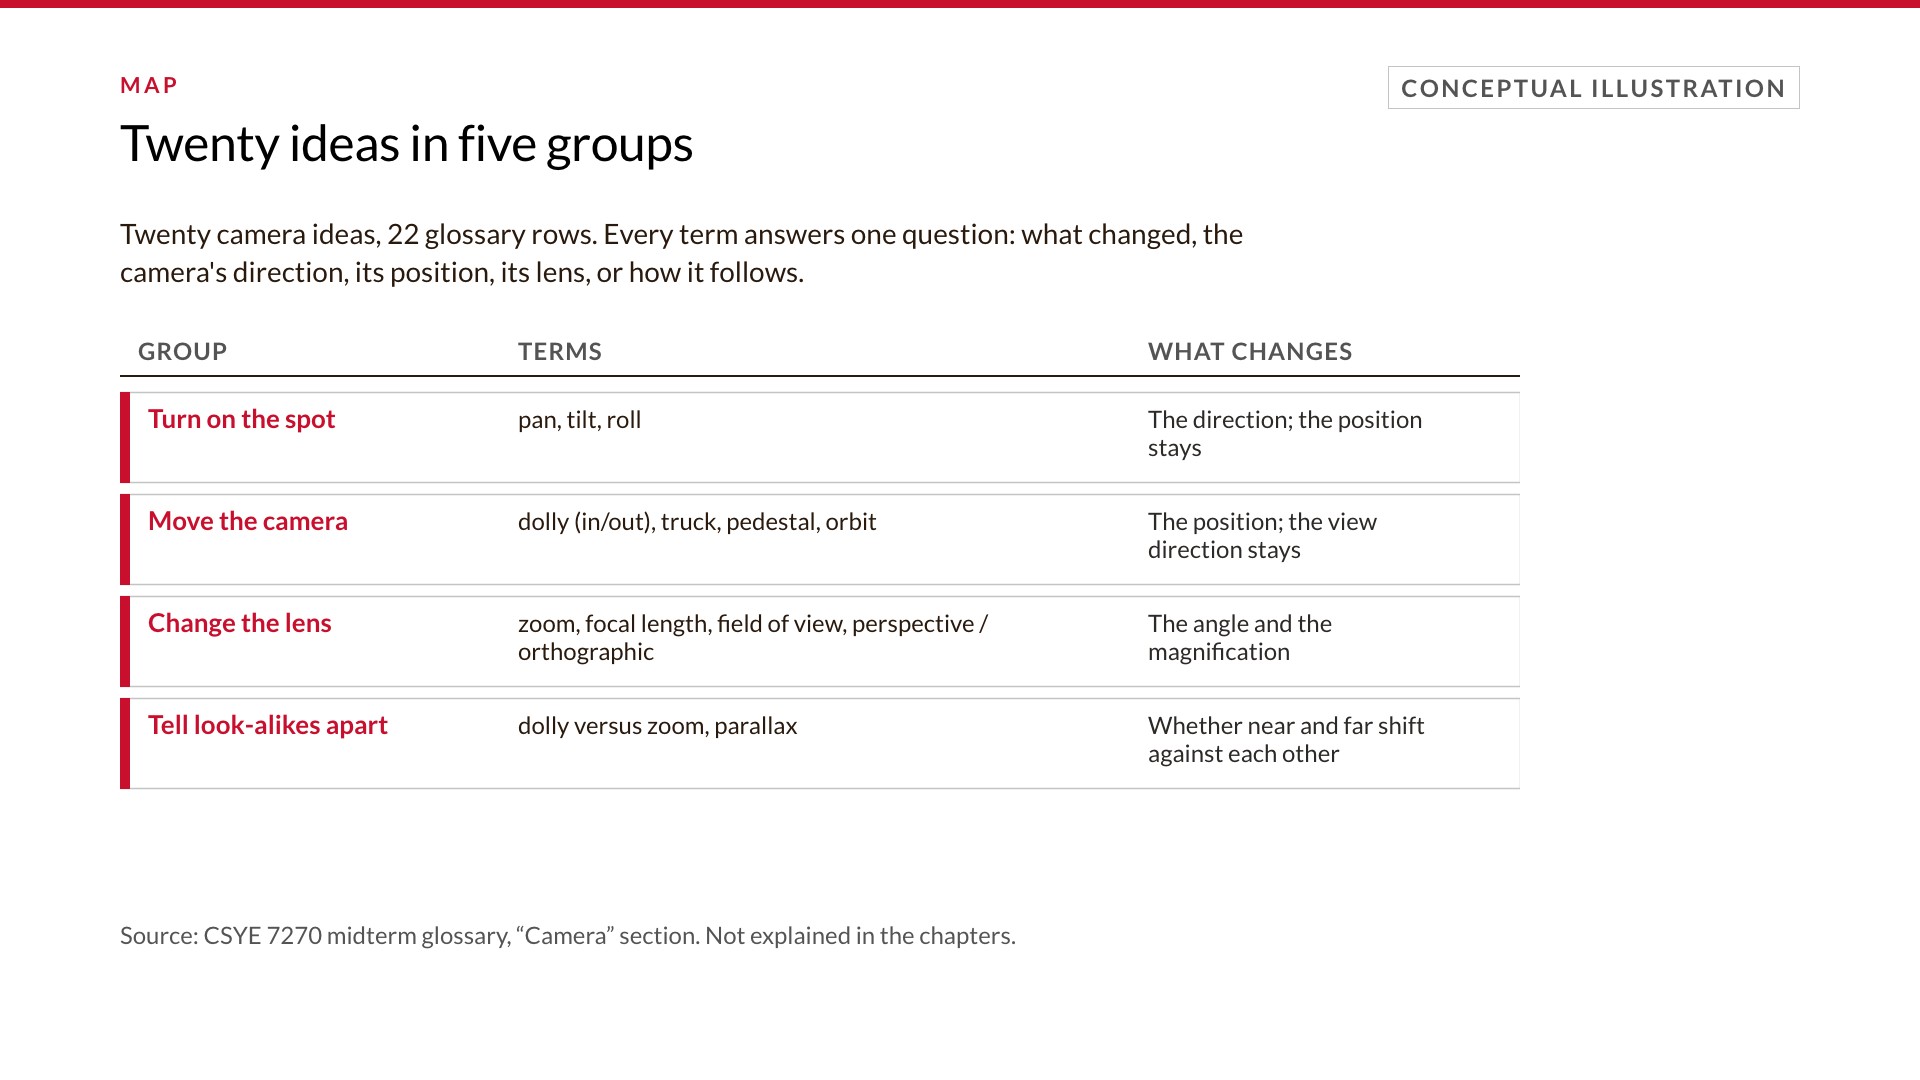 MAP
CONCEPTUAL ILLUSTRATION
Twenty ideas in five groups
Twenty camera ideas, 22 glossary rows. Every term answers one question: what changed, the
camera's direction, its position, its lens, or how it follows.
GROUP TERMS WHAT CHANGES
Turn on the spot pan, tilt, roll The direction; the position
stays
Move the camera dolly (in/out), truck, pedestal, orbit The position; the view
direction stays
Change the lens zoom, focal length, field of view, perspective / The angle and the
orthographic magnification
Tell look-alikes apart dolly versus zoom, parallax Whether near and far shift
against each other
Source: CSYE 7270 midterm glossary, “Camera” section. Not explained in the chapters.